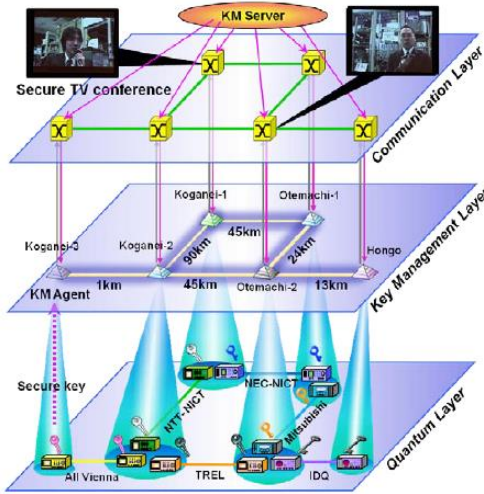 KM Server
Secure TV conference
Communication Layer
Koganei-1
Otemachi-1
45km
Koganei-3
Koganei-2
90km
24km
Hongo
1km
45km
Otemachi-2
13km
KM Agent
Key Management Layer
Secure key
NEC-NICT
NTT-NICT
Mitsubishi
All Vienna
TREL
IDQ
Quantum Layer